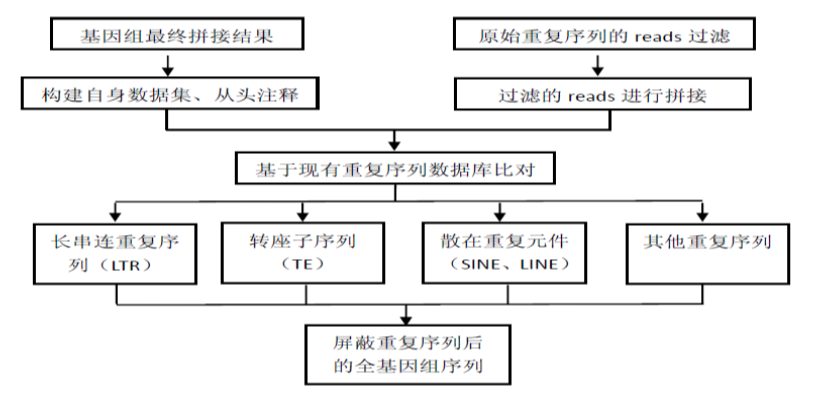 基因组最终拼接结果
原始重复序列的 reads 过滤
构建自身数据集、从头注释
过滤的 reads 进行拼接
基于现有重复序列数据库比对
长串连重复序
列（LTR）
转座子序列
（TE）
散在重复元件
（SINE、LINE）
其他重复序列
屏蔽重复序列后
的全基因组序列